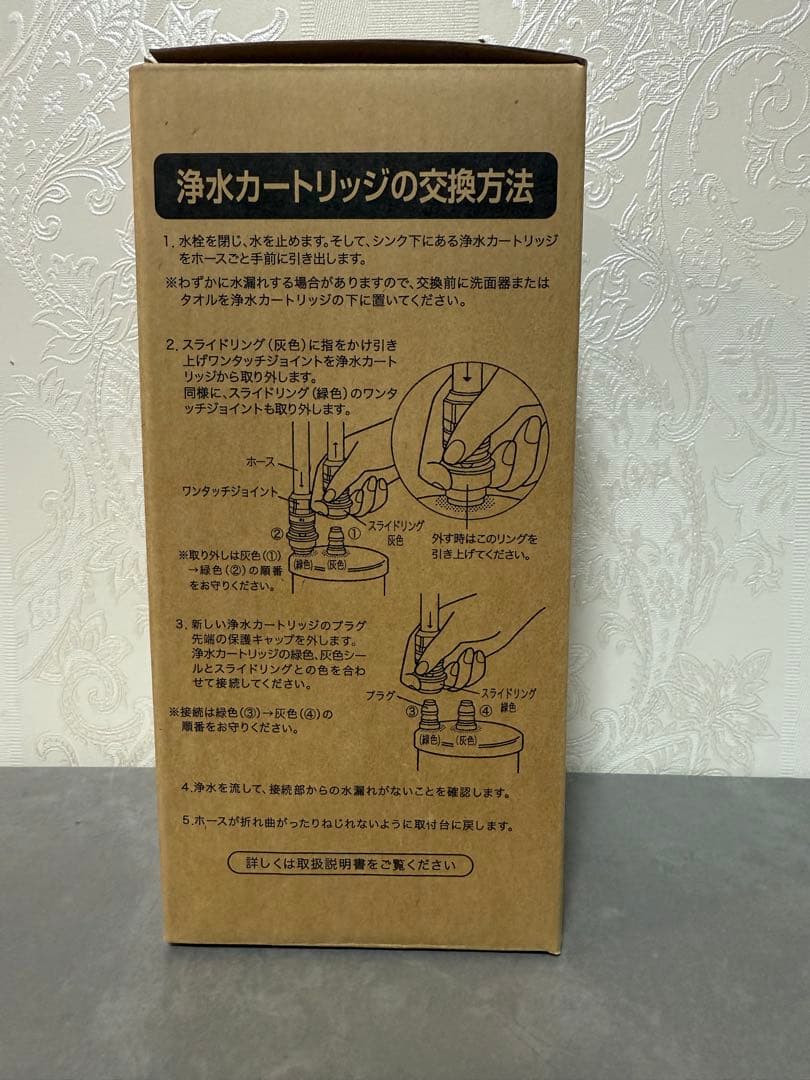 浄水カートリッジの交換方法
1. 水栓を閉じ、水を止めます。そして、シンク下にある浄水カートリッジ
をホースごと手前に引き出します。
※わずかに水漏れする場合がありますので、交換前に洗面器または
タオルを浄水カートリッジの下に置いてください。
2. スライドリング(灰色)に指をかけ引き
上げワンタッチジョイントを浄水カート
リッジから取り外します。
同様に、スライドリング(緑色)のワンタ
ッチジョイントも取り外します。
ホース
ワンタッチジョイント
②
①
スライドリング
灰色
(緑色)
(灰色)
外す時はこのリングを
引き上げてください。
※取り外しは灰色(①)
→緑色(②)の順番
をお守りください。
3. 新しい浄水カートリッジのプラグ
先端の保護キャップを外します。
浄水カートリッジの緑色、灰色シー
ルとスライドリングとの色を合わ
せて接続してください。
※接続は緑色(③)→灰色(④)の
順番をお守りください。
プラグ
スライドリング
緑色
③
④
(緑色)
(灰色)
4.浄水を流して、接続部からの水漏れがないことを確認します。
5.ホースが折れ曲がったりねじれないように取付台に戻します。
詳しくは取扱説明書をご覧ください